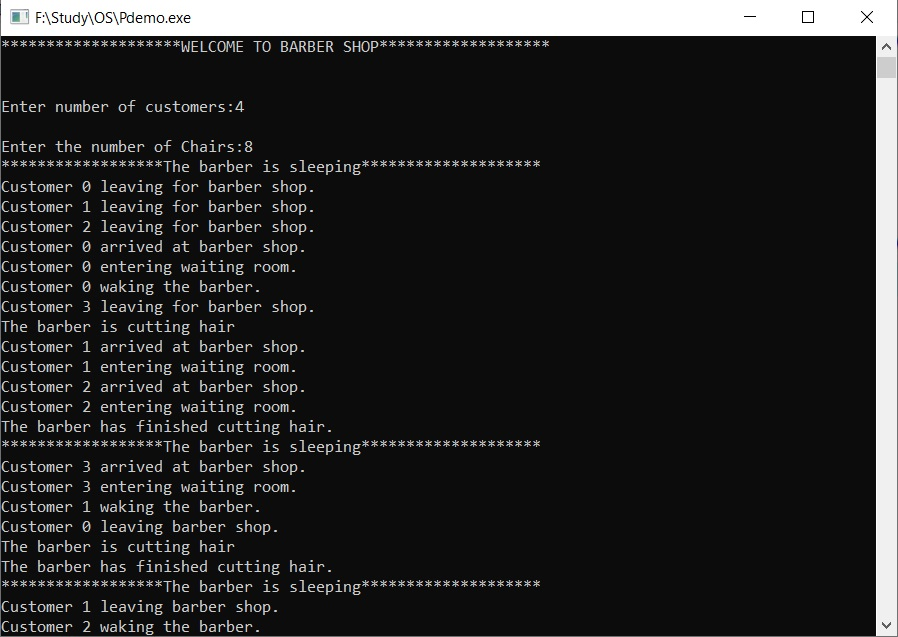 F:\Study\OS\Pdemo.exe
********************WELCOME TO BARBER SHOP*******************
Enter number of customers:4
Enter the number of Chairs:8
******************The barber is sleeping********************
Customer 0 leaving for barber shop.
Customer 1 leaving for barber shop.
Customer 2 leaving for barber shop.
Customer 0 arrived at barber shop.
Customer 0 entering waiting room.
Customer 0 waking the barber.
Customer 3 leaving for barber shop.
The barber is cutting hair
Customer 1 arrived at barber shop.
Customer 1 entering waiting room.
Customer 2 arrived at barber shop.
Customer 2 entering waiting room.
The barber has finished cutting hair.
******************The barber is sleeping********************
Customer 3 arrived at barber shop.
Customer 3 entering waiting room.
Customer 1 waking the barber.
Customer 0 leaving barber shop.
The barber is cutting hair
The barber has finished cutting hair.
******************The barber is sleeping********************
Customer 1 leaving barber shop.
Customer 2 waking the barber.